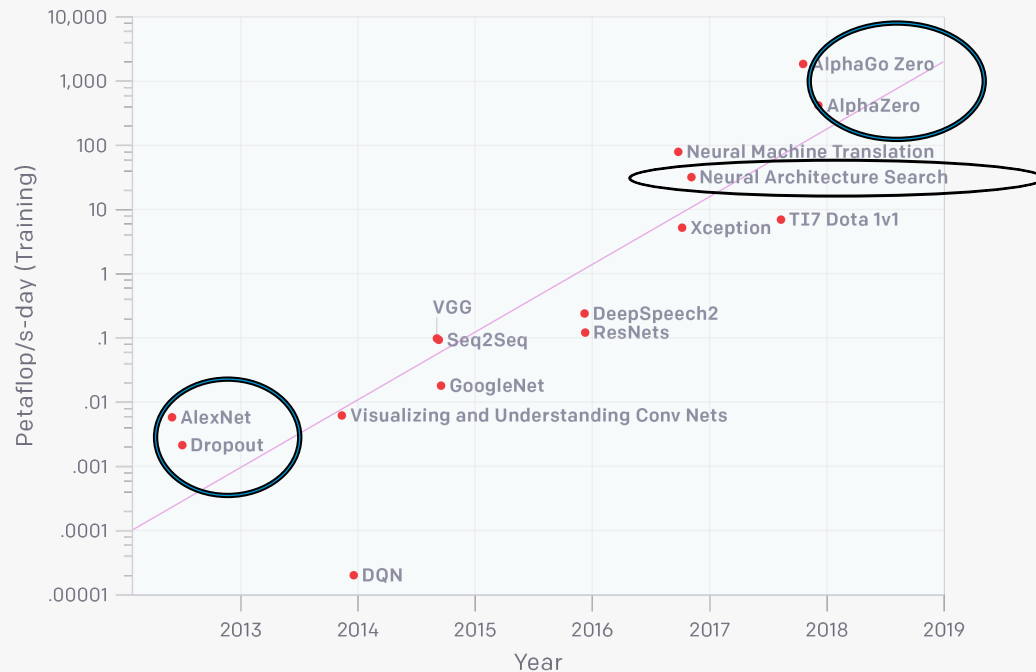 10,000
1,000
100
10
1
.1
.01
.001
.0001
.00001
Petaflop/s-day (Training)
AlphaGo Zero
AlphaZero
Neural Machine Translation
Neural Architecture Search
TI7 Dota 1v1
Xception
VGG
DeepSpeech2
ResNets
Seq2Seq
GoogleNet
AlexNet
Visualizing and Understanding Conv Nets
Dropout
DQN
2013 2014 2015 2016 2017 2018 2019
Year